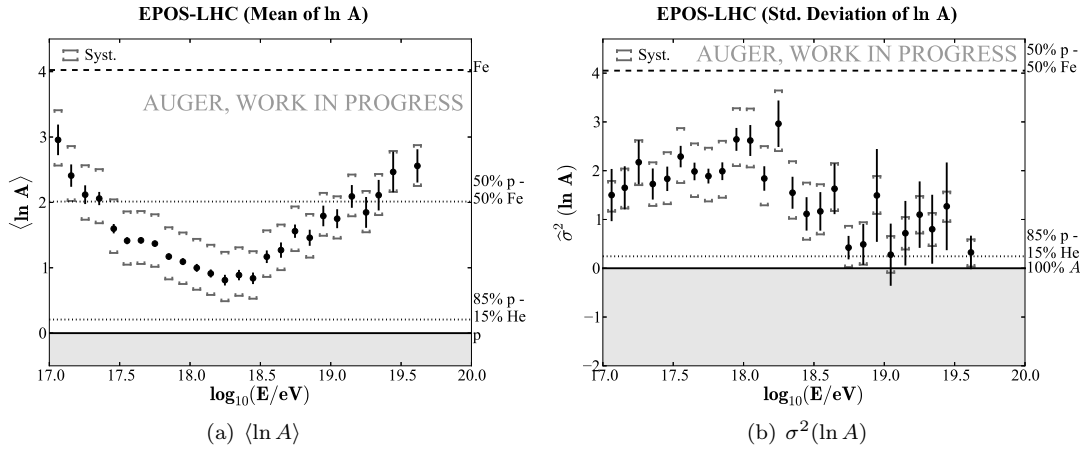 EPOS-LHC (Mean of ln A)
Syst.
AUGER, WORK IN PROGRESS
⟨ln A⟩
4
3
2
1
0
Fe
50% p -
50% Fe
85% p -
15% He
p
17.0 17.5 18.0 18.5 19.0 19.5 20.0
log₁₀(E/eV)
(a) ⟨ln A⟩
EPOS-LHC (Std. Deviation of ln A)
Syst.
AUGER, WORK IN PROGRESS
σ̂² (ln A)
4
3
2
1
0
−1
−2
50% p -
50% Fe
85% p -
15% He
100% A
17.0 17.5 18.0 18.5 19.0 19.5 20.0
log₁₀(E/eV)
(b) σ²(ln A)